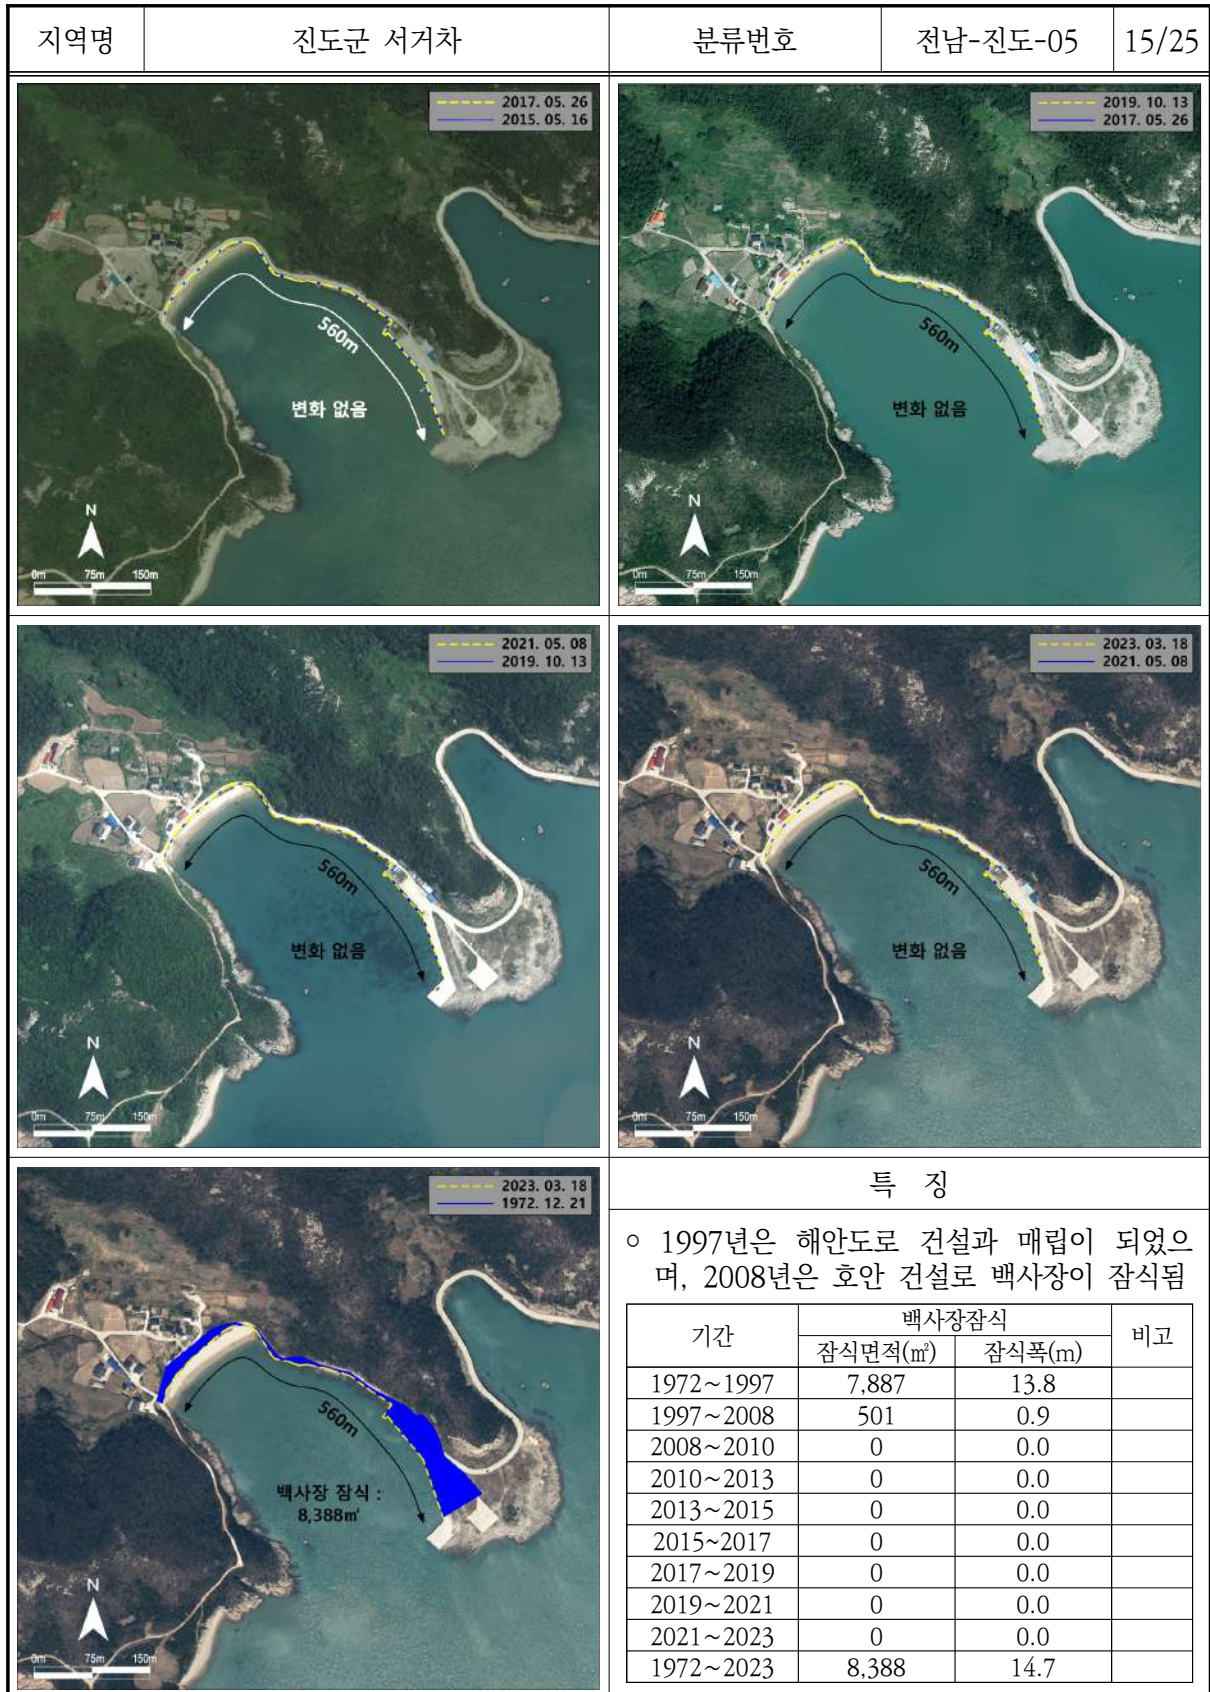 지역명 진도군 서거차 분류번호 전남-진도-05 15/25
2017. 05. 26
2015. 05. 16
560m
변화 없음
N
0m 75m 150m
2019. 10. 13
2017. 05. 26
560m
변화 없음
N
0m 75m 150m
2021. 05. 08
2019. 10. 13
560m
변화 없음
N
0m 75m 150m
2023. 03. 18
2021. 05. 08
560m
변화 없음
N
0m 75m 150m
2023. 03. 18
1972. 12. 21
560m
백사장 잠식 :
8,388㎡
N
0m 75m 150m
특 징
○ 1997년은 해안도로 건설과 매립이 되었으
며, 2008년은 호안 건설로 백사장이 잠식됨
기간 백사장잠식 비고
잠식면적(㎡) 잠식폭(m)
1972~1997 7,887 13.8
1997~2008 501 0.9
2008~2010 0 0.0
2010~2013 0 0.0
2013~2015 0 0.0
2015~2017 0 0.0
2017~2019 0 0.0
2019~2021 0 0.0
2021~2023 0 0.0
1972~2023 8,388 14.7